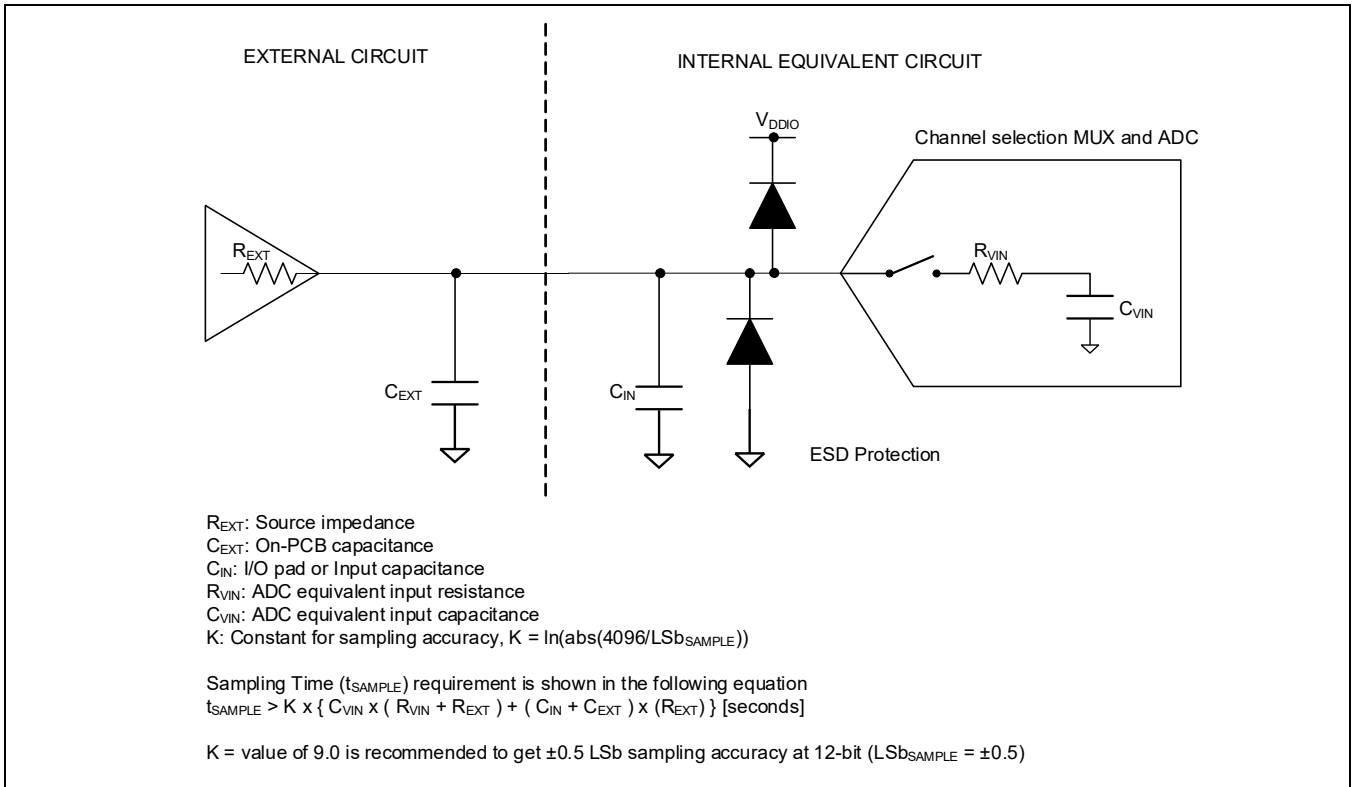 EXTERNAL CIRCUIT
INTERNAL EQUIVALENT CIRCUIT
VDDIO
Channel selection MUX and ADC
REXT
RVIN
CVIN
CEXT
CIN
ESD Protection
REXT: Source impedance
CEXT: On-PCB capacitance
CIN: I/O pad or Input capacitance
RVIN: ADC equivalent input resistance
CVIN: ADC equivalent input capacitance
K: Constant for sampling accuracy, K = ln(abs(4096/LSbSAMPLE))
Sampling Time (tSAMPLE) requirement is shown in the following equation
tSAMPLE > K x { CVIN x ( RVIN + REXT ) + ( CIN + CEXT ) x (REXT) } [seconds]
K = value of 9.0 is recommended to get ±0.5 LSb sampling accuracy at 12-bit (LSbSAMPLE = ±0.5)